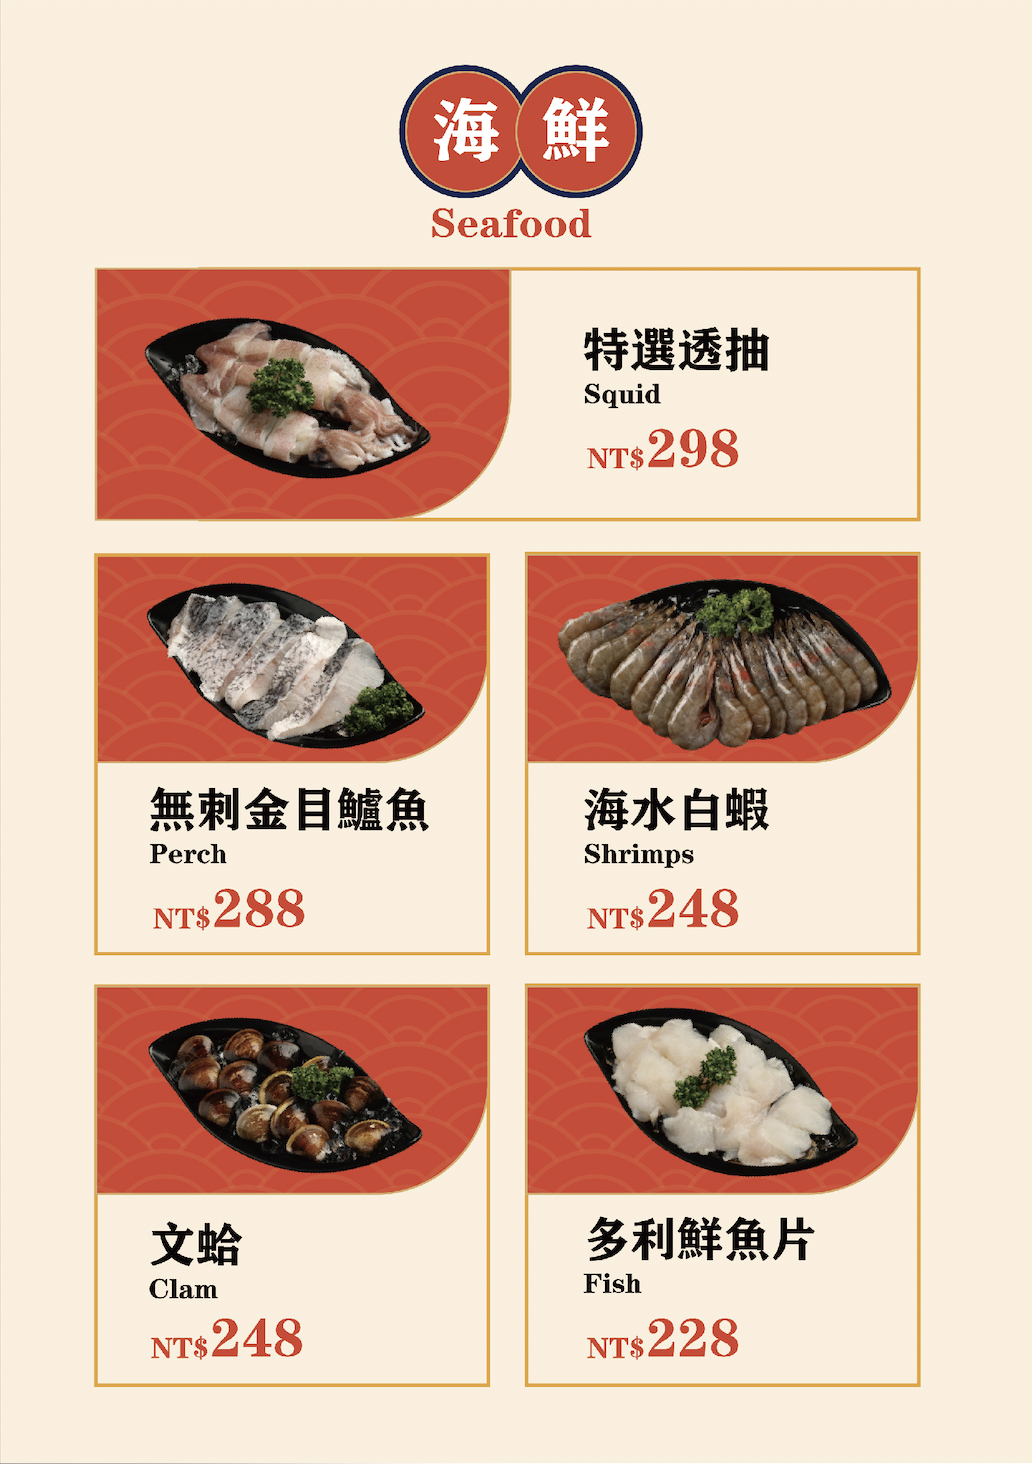 海鮮
Seafood
特選透抽
Squid
NT$298
無刺金目鱸魚
Perch
NT$288
海水白蝦
Shrimps
NT$248
文蛤
Clam
NT$248
多利鮮魚片
Fish
NT$228